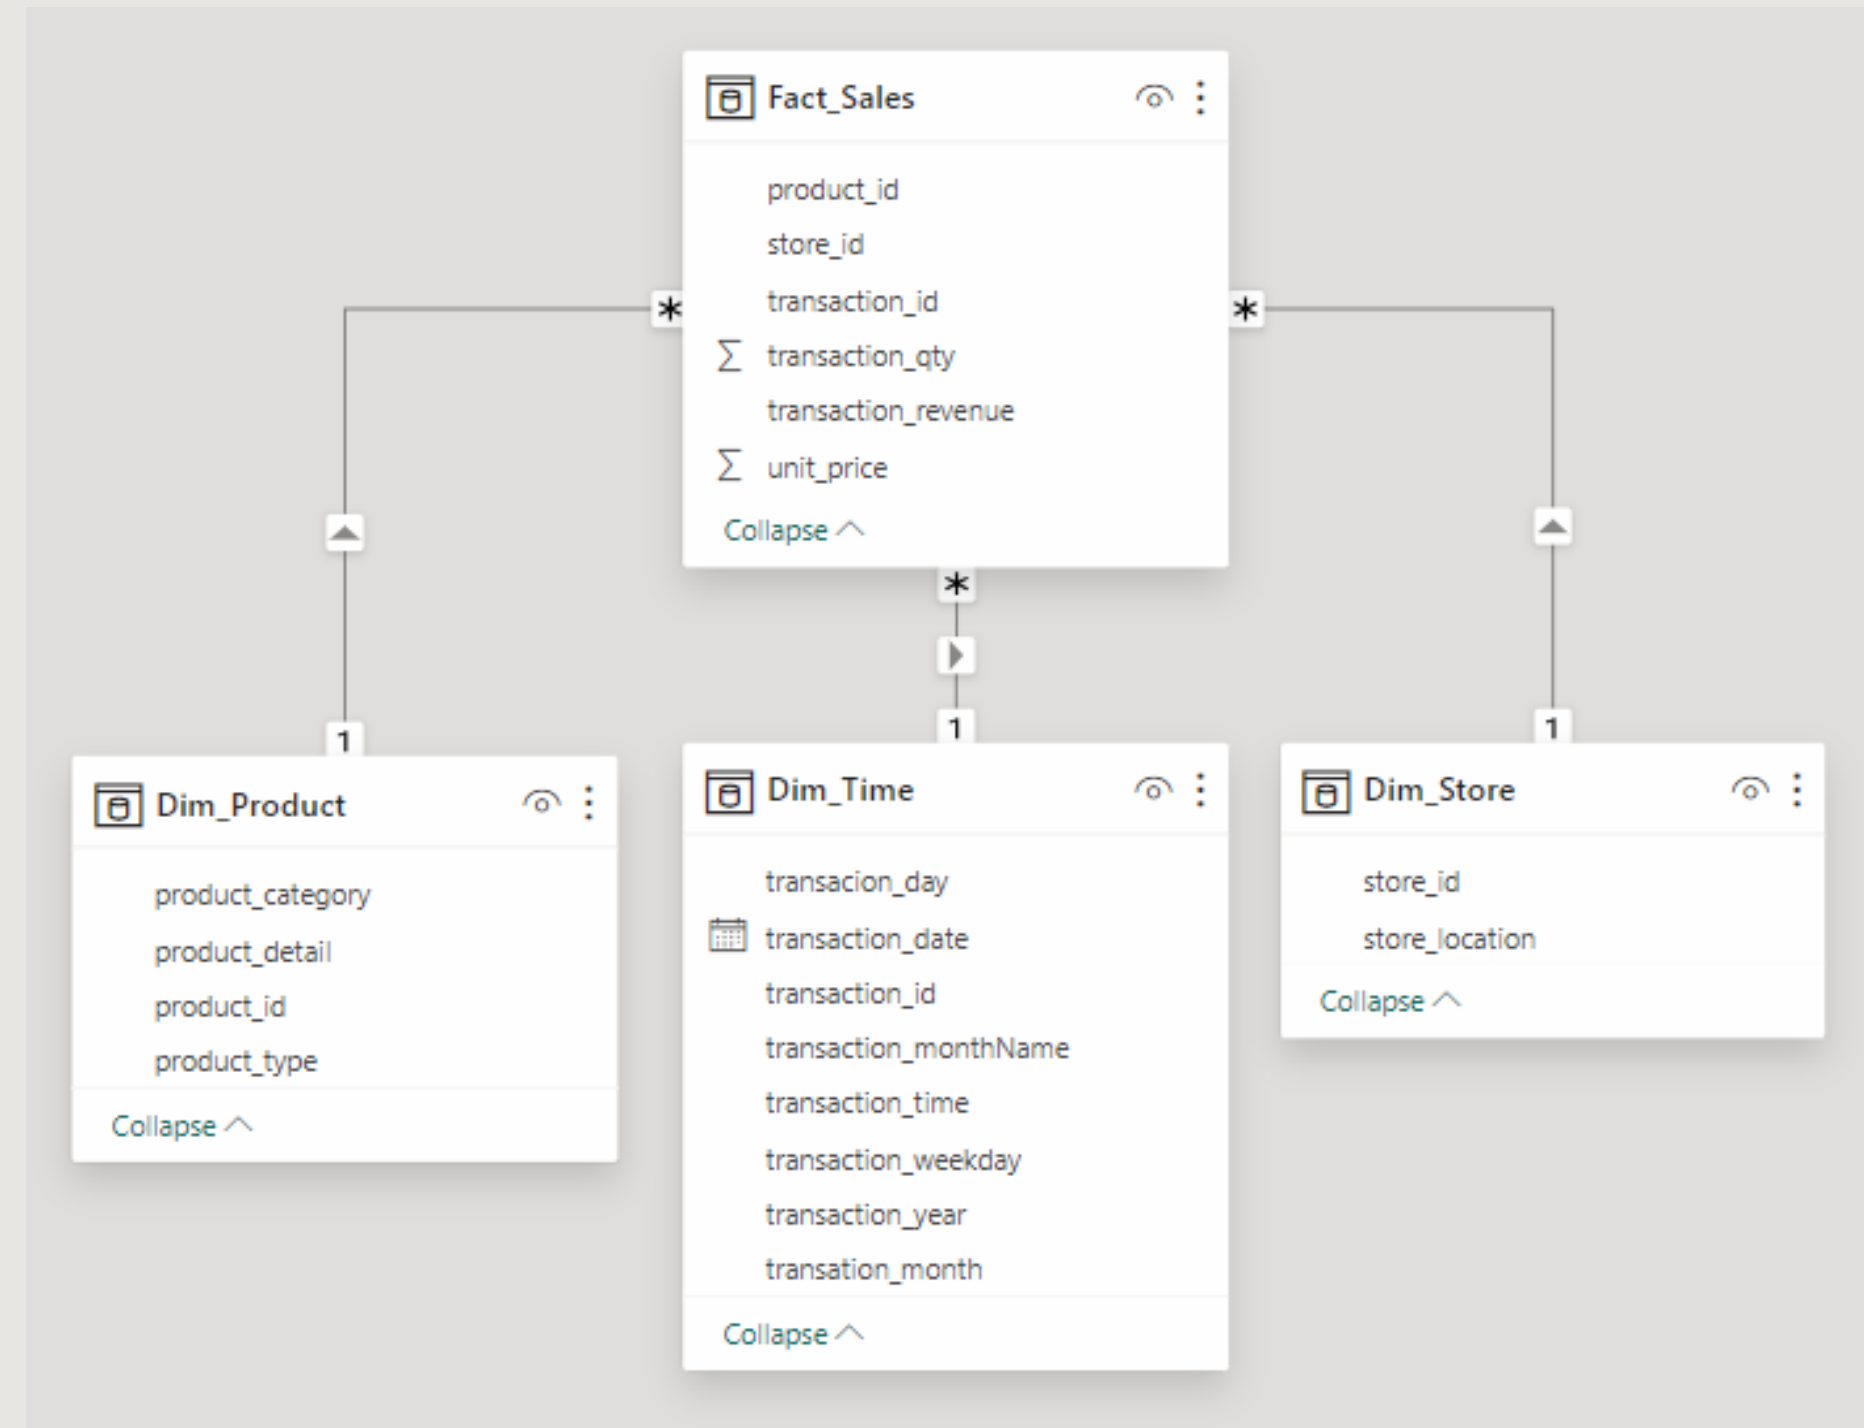 Fact_Sales
product_id
store_id
transaction_id
transaction_qty
transaction_revenue
unit_price
Collapse
*
*
*
1
1
1
Dim_Product
product_category
product_detail
product_id
product_type
Collapse
Dim_Time
transacion_day
transaction_date
transaction_id
transaction_monthName
transaction_time
transaction_weekday
transaction_year
transation_month
Collapse
Dim_Store
store_id
store_location
Collapse